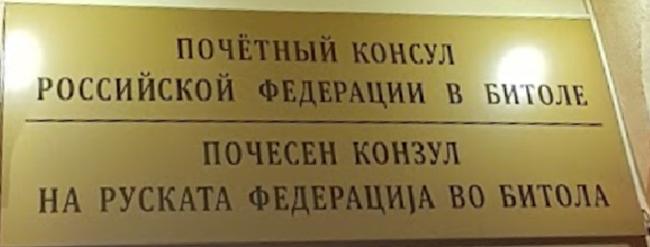 ПОЧЁТНЫЙ КОНСУЛ
РОССИЙСКОЙ ФЕДЕРАЦИИ В БИТОЛЕ
ПОЧЕСЕН КОНЗУЛ
НА РУСКАТА ФЕДЕРАЦИЈА ВО БИТОЛА